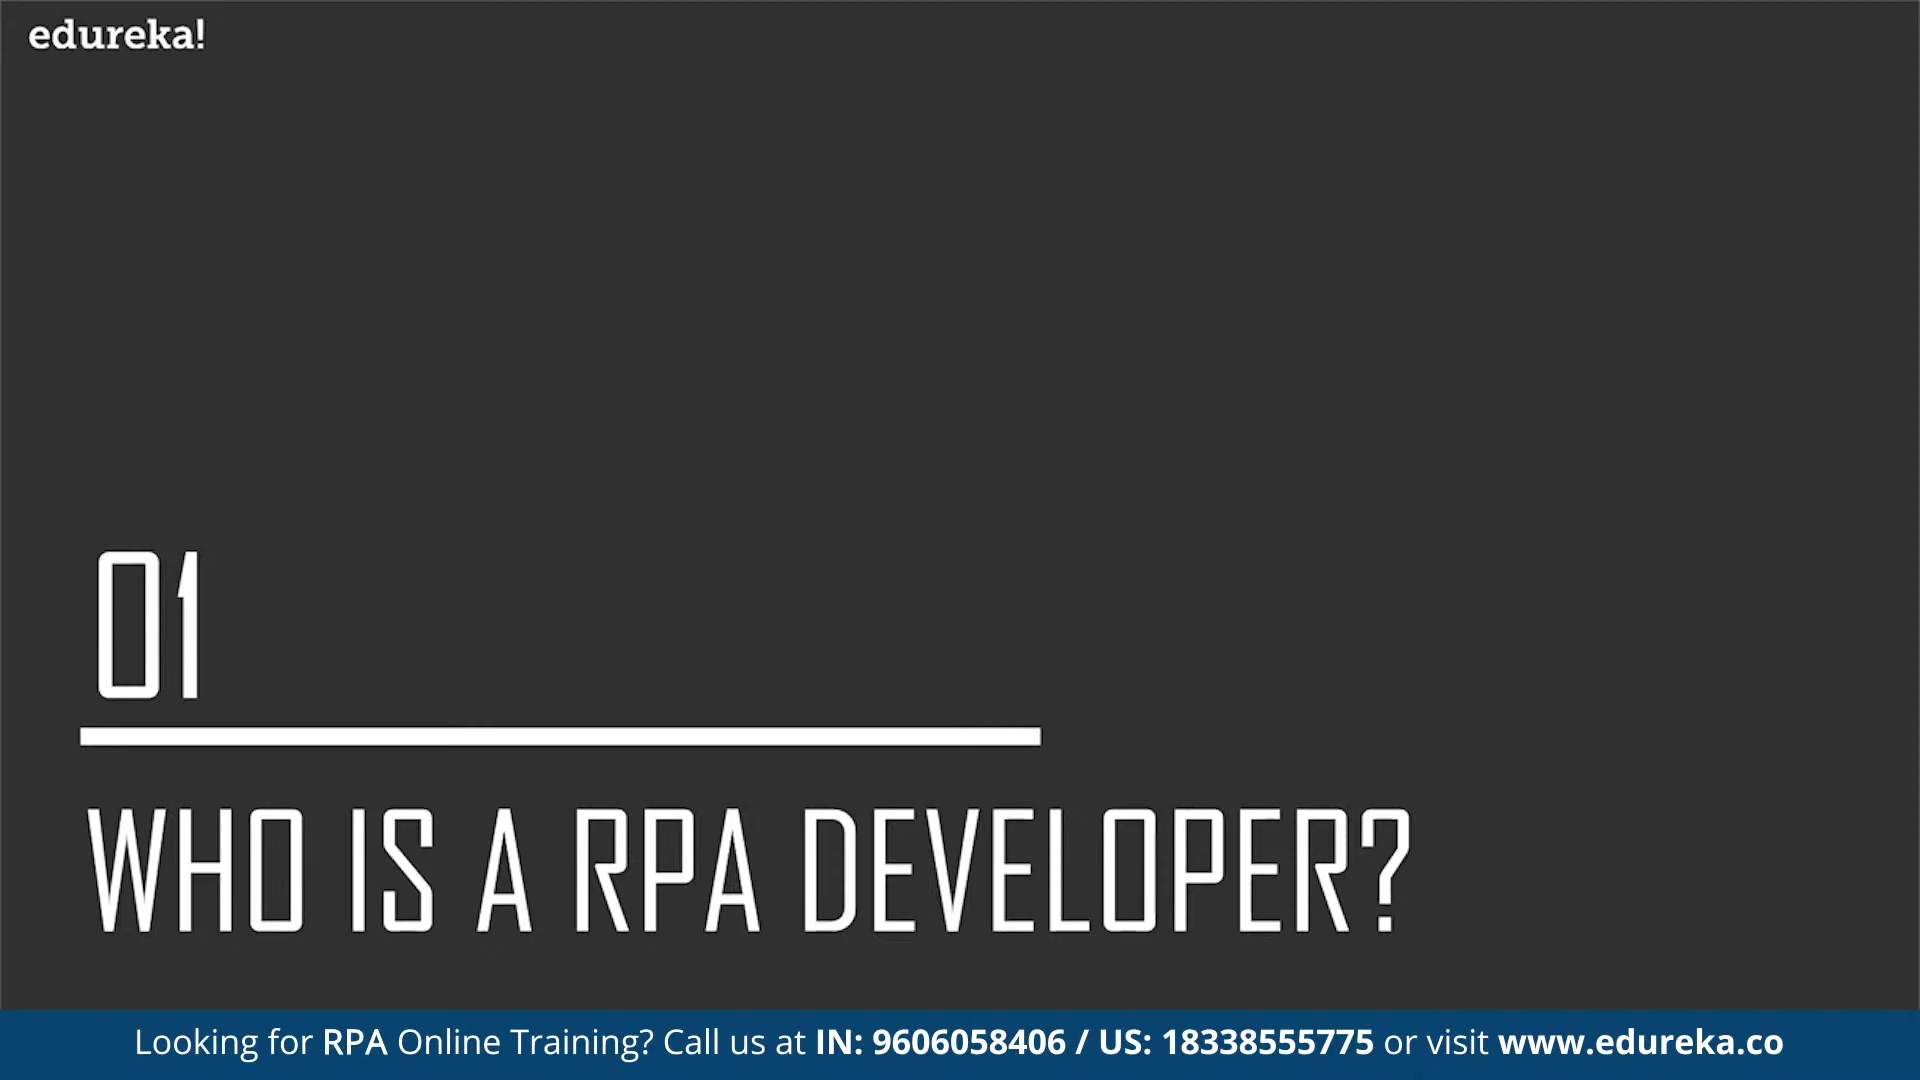 edureka!
01
WHO IS A RPA DEVELOPER?
Looking for RPA Online Training? Call us at IN: 9606058406 / US: 18338555775 or visit www.edureka.co